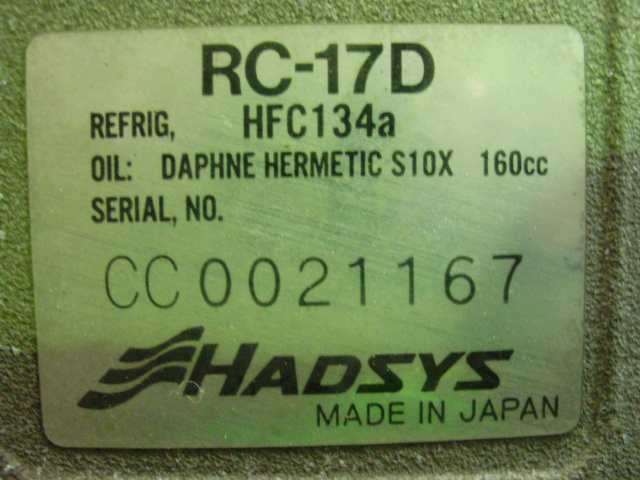 RC-17D
REFRIG, HFC134a
OIL: DAPHNE HERMETIC S10X 160cc
SERIAL, NO.
CC0021167
HADSYS
MADE IN JAPAN